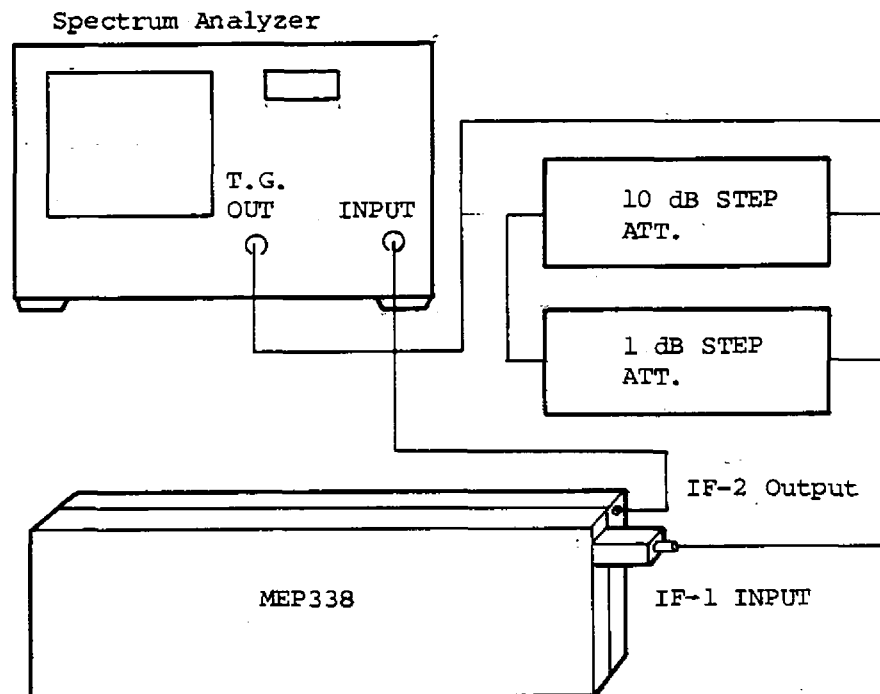 Spectrum Analyzer
T.G.
OUT
INPUT
10 dB STEP
ATT.
1 dB STEP
ATT.
IF-2 Output
MEP338
IF-1 INPUT